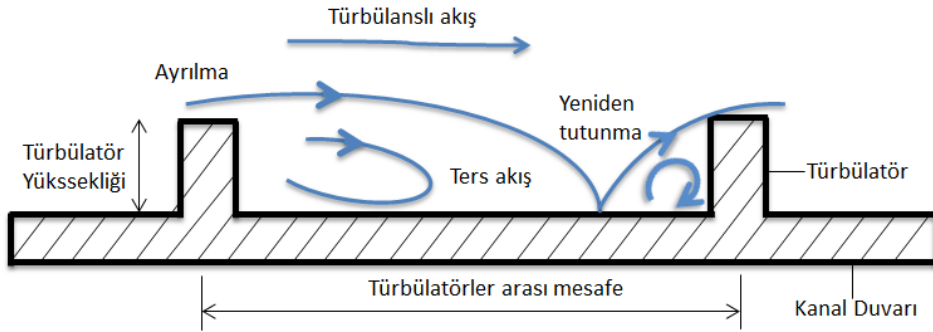 Türbülanslı akış
Ayrılma
Yeniden
tutunma
Türbülatör
Yükssekliği
Ters akış
Türbülatör
Türbülatörler arası mesafe
Kanal Duvarı